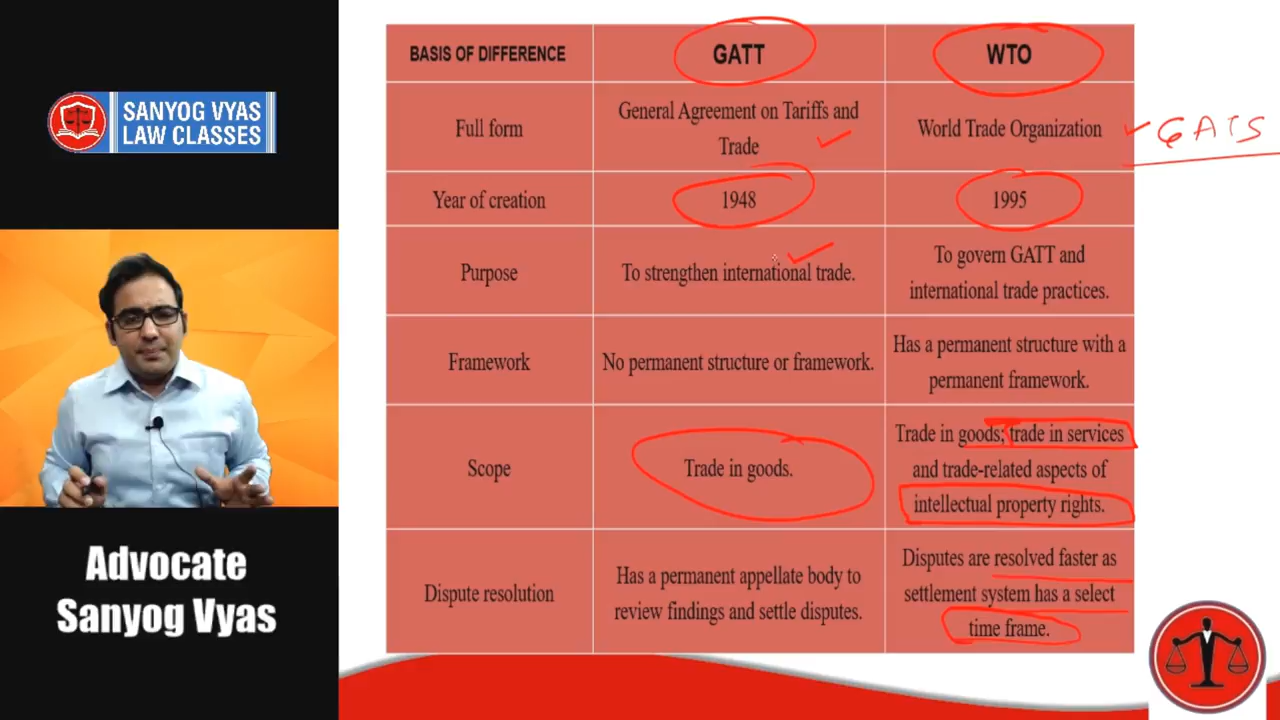 SANYOG VYAS
LAW CLASSES
Advocate
Sanyog Vyas
BASIS OF DIFFERENCE
GATT
WTO
Full form
General Agreement on Tariffs and
Trade
World Trade Organization
GATS
Year of creation
1948
1995
Purpose
To strengthen international trade.
To govern GATT and
international trade practices.
Framework
No permanent structure or framework.
Has a permanent structure with a
permanent framework.
Scope
Trade in goods.
Trade in goods; trade in services
and trade-related aspects of
intellectual property rights.
Dispute resolution
Has a permanent appellate body to
review findings and settle disputes.
Disputes are resolved faster as
settlement system has a select
time frame.